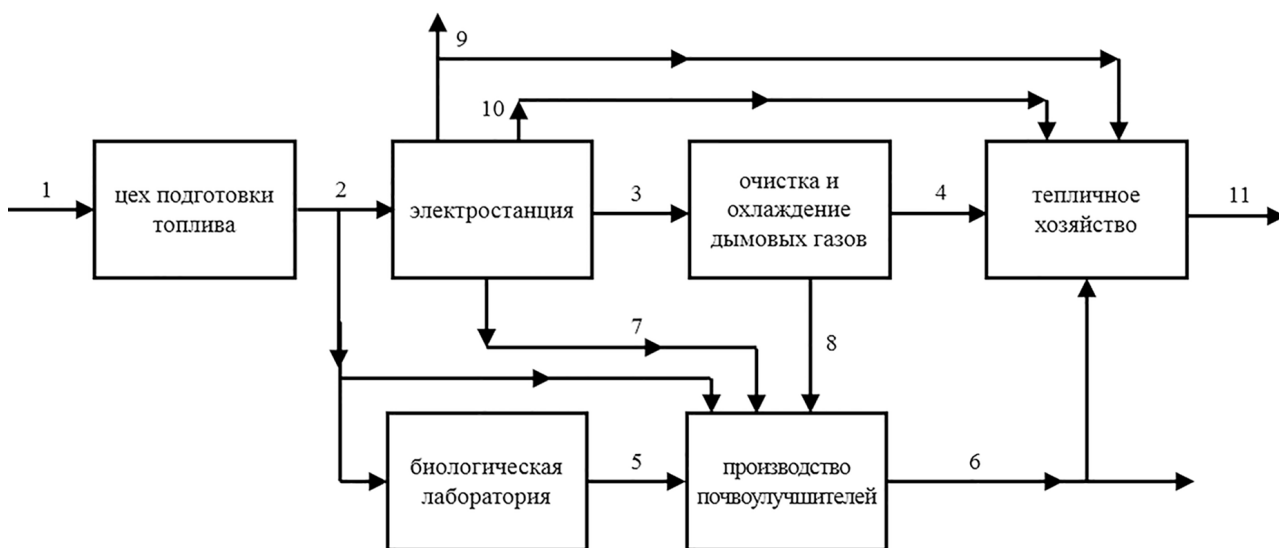 9
10
1
цех подготовки
топлива
2
электростанция
3
очистка и
охлаждение
дымовых газов
4
тепличное
хозяйство
11
7
8
биологическая
лаборатория
5
производство
почвоулучшителей
6